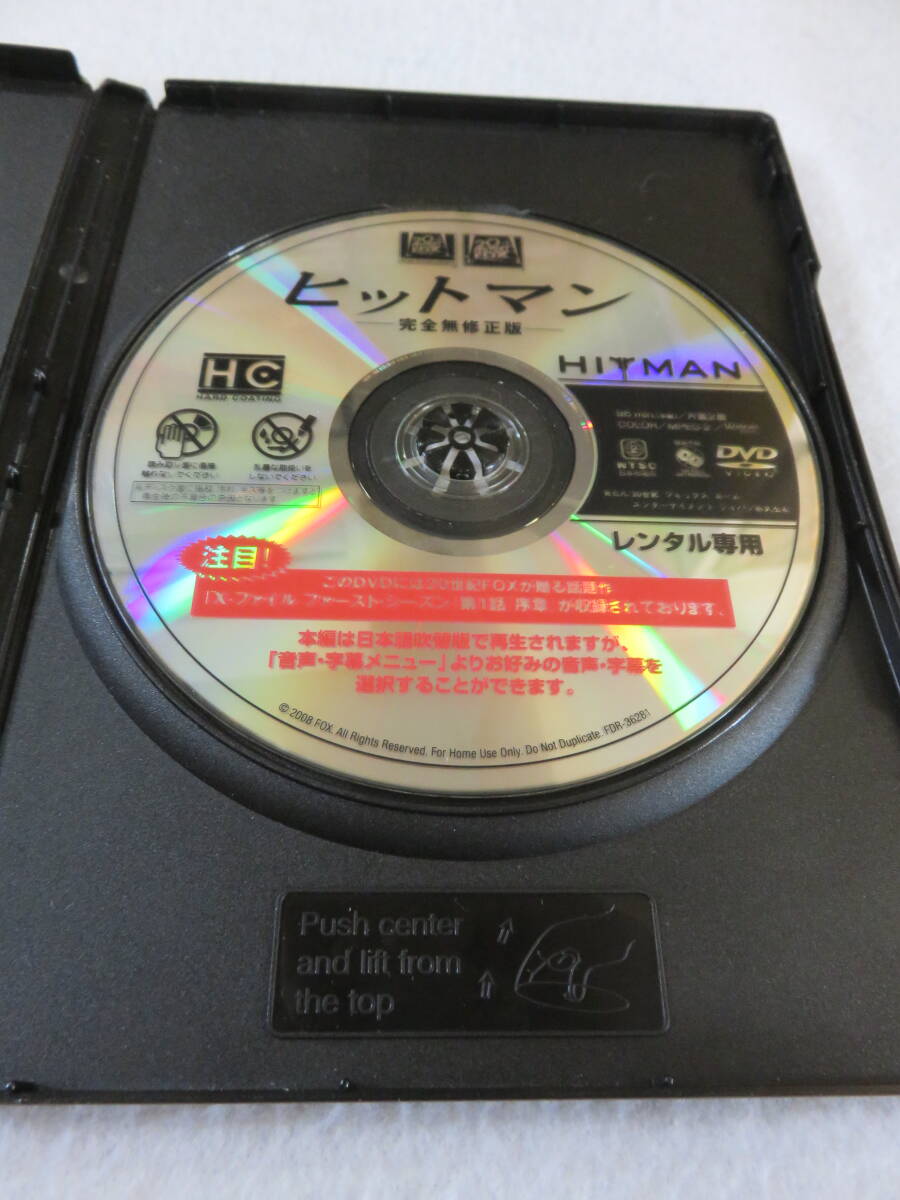 ヒットマン
完全無修正版
HC
HARD COATING
HITMAN
COLOR／MPEG-2／
NTSC
DVD
VIDEO
レンタル専用
注目!
このDVDには20世紀FOXが贈る話題作
「X-ファイル ファースト・シーズン 第1話 序章」が収録されております。
本編は日本語吹替版で再生されますが、
「音声・字幕メニュー」よりお好みの音声・字幕を
選択することができます。
© 2008 FOX. All Rights Reserved. For Home Use Only. Do Not Duplicate. FDR-36281
Push center
and lift from
the top